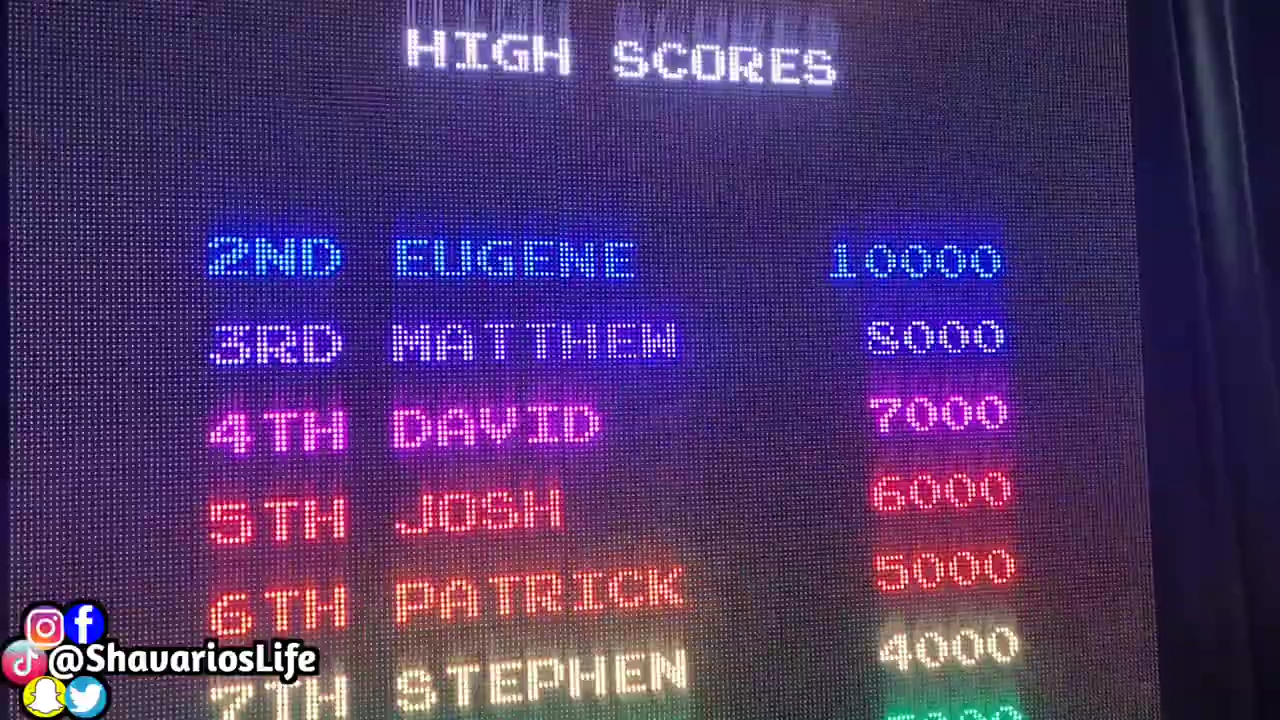 HIGH SCORES
2ND EUGENE 10000
3RD MATTHEW 8000
4TH DAVID 7000
5TH JOSH 6000
6TH PATRICK 5000
7TH STEPHEN 4000
@ShavariosLife